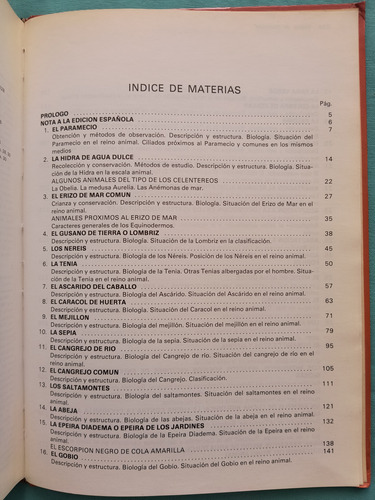 INDICE DE MATERIAS
Pág.
PROLOGO 5
NOTA A LA EDICION ESPAÑOLA 6
1. EL PARAMECIO 7
Obtención y métodos de observación. Descripción y estructura. Biología. Situación del
Paramecio en el reino animal. Ciliados próximos al Paramecio y comunes en los mismos
medios
2. LA HIDRA DE AGUA DULCE 14
Recolección y conservación. Métodos de estudio. Descripción y estructura. Biología. Situa-
ción de la Hidra en la escala animal.
ALGUNOS ANIMALES DEL TIPO DE LOS CELENTEREOS 22
La Obelia. La medusa Aurelia. Las Anémonas de mar.
3. EL ERIZO DE MAR COMUN 27
Crianza y conservación. Descripción y estructura. Biología. Situación del Erizo de Mar en el
reino animal.
ANIMALES PROXIMOS AL ERIZO DE MAR 35
Caracteres generales de los Equinodermos.
4. EL GUSANO DE TIERRA O LOMBRIZ 38
Descripción y estructura. Biología. Situación de la Lombriz en la clasificación.
5. LOS NEREIS 45
Descripción y estructura. Biología de los Néreis. Posición de los Néreis en el reino animal.
6. LA TENIA 50
Descripción y estructura. Biología de la Tenia. Otras Tenias albergadas por el hombre. Situa-
ción de la Tenia en el reino animal.
7. EL ASCARIDO DEL CABALLO 57
Descripción y estructura. Biología del Ascárido. Situación del Ascárido en el reino animal.
8. EL CARACOL DE HUERTA 63
Descripción y estructura. Biología. Situación del Caracol en el reino animal.
9. EL MEJILLON 71
Descripción y estructura. Biología del mejillón. Situación del mejillón en el reino animal.
10. LA SEPIA 79
Descripción y estructura. Biología de la sepia. Situación de la sepia en el reino animal.
11. EL CANGREJO DE RIO 95
Descripción y estructura. Biología del Cangrejo de río. Situación del cangrejo de río en el
reino animal.
12. EL CANGREJO COMUN 105
Descripción y estructura. Biología del Cangrejo. Clasificación.
13. LOS SALTAMONTES 111
Descripción y estructura. Biología del saltamontes. Situación del saltamontes en el reino
animal.
14. LA ABEJA 121
Descripción y estructura. Biología de las abejas. Situación de la abeja en el reino animal.
15. LA EPEIRA DIADEMA O EPEIRA DE LOS JARDINES 132
Descripción y estructura. Biología de la Epeira Diadema. Situación de la Epeira en el reino
animal.
EL ESCORPION NEGRO DE COLA AMARILLA 138
16. EL GOBIO 141
Descripción y estructura. Biología del Gobio. Situación del Gobio en el reino animal.